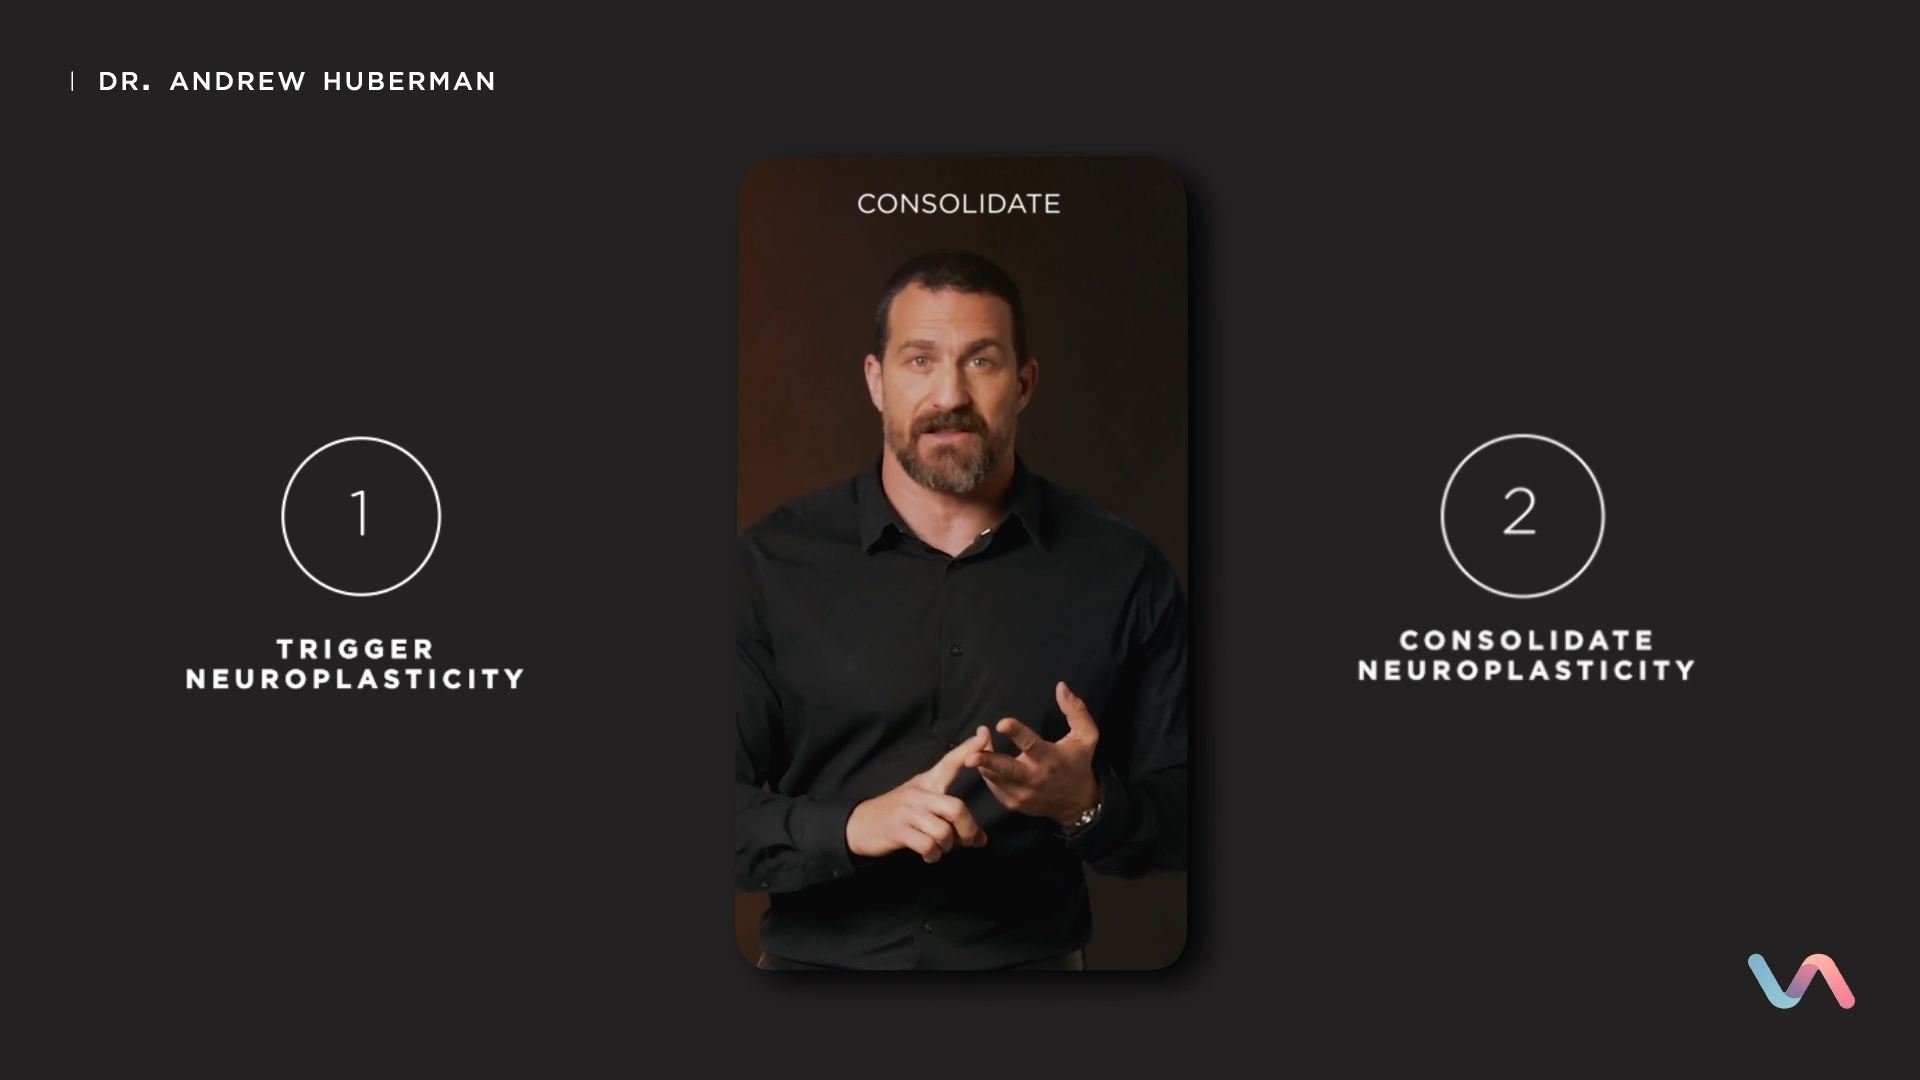 DR. ANDREW HUBERMAN
CONSOLIDATE
1
TRIGGER
NEUROPLASTICITY
2
CONSOLIDATE
NEUROPLASTICITY